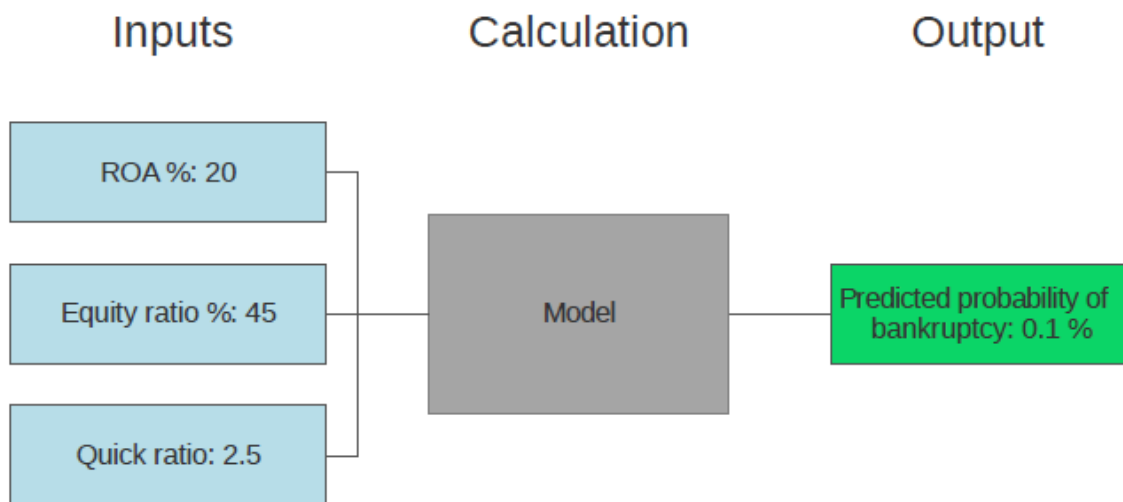 Inputs
Calculation
Output
ROA %: 20
Equity ratio %: 45
Quick ratio: 2.5
Model
Predicted probability of
bankruptcy: 0.1 %